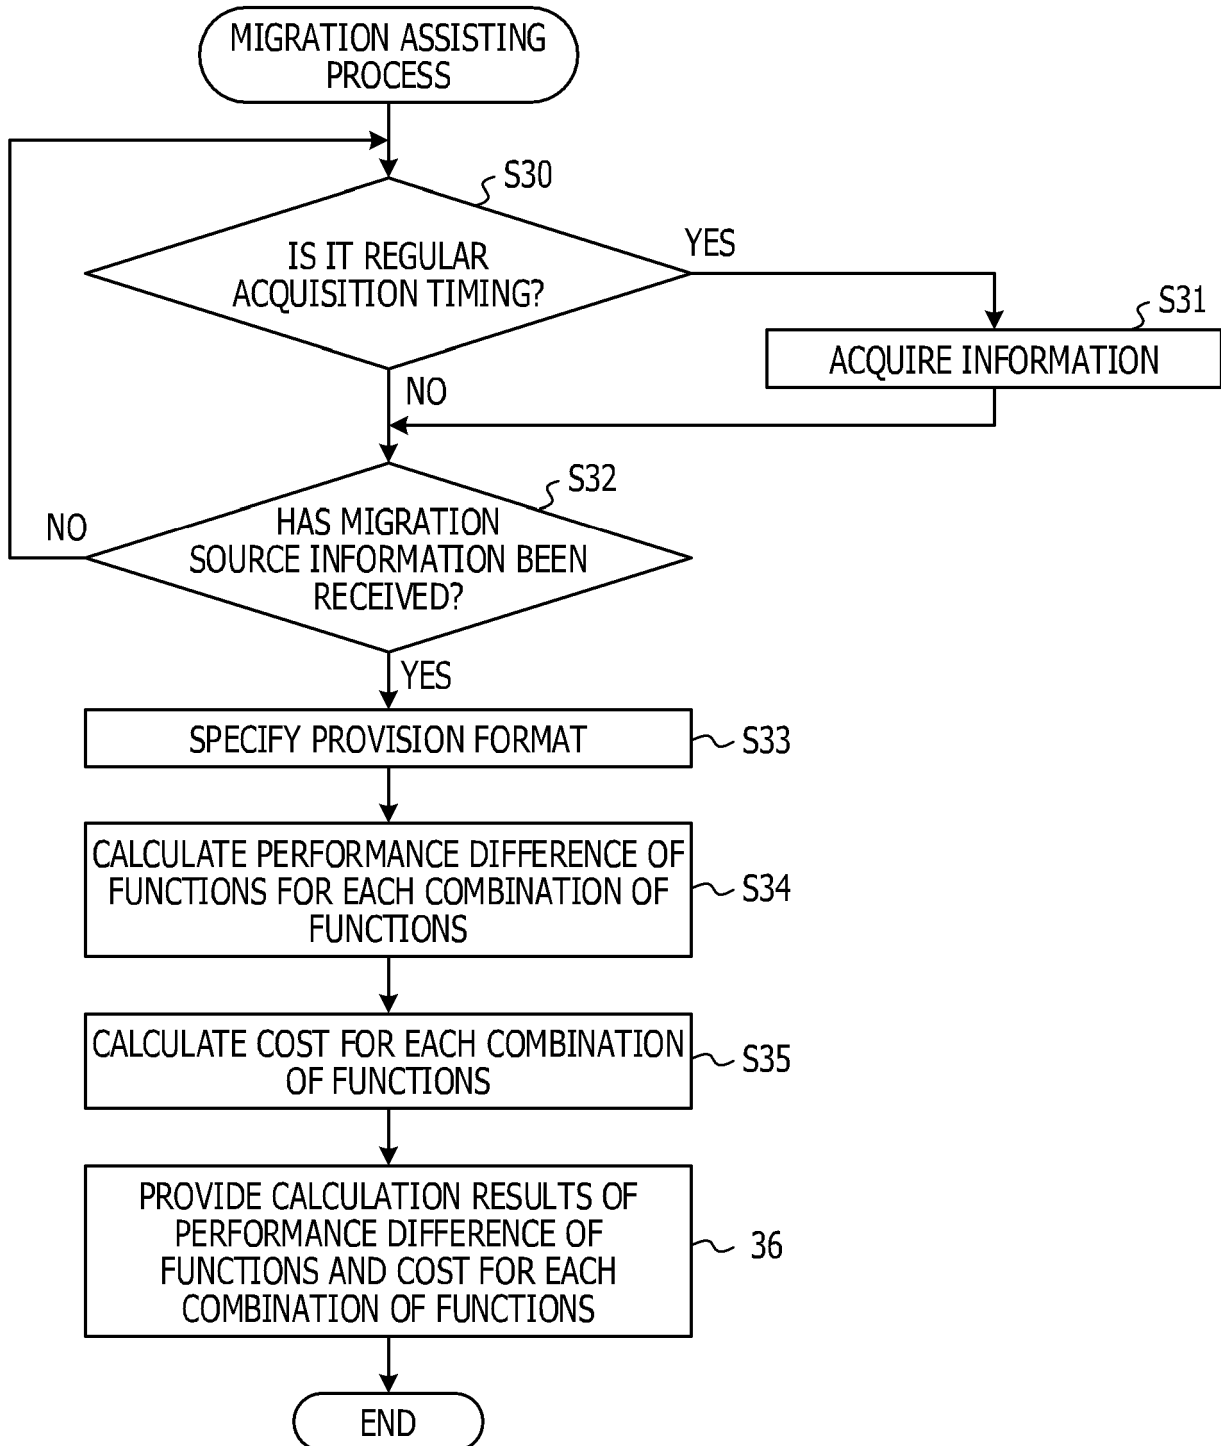 MIGRATION ASSISTING
PROCESS
S30
IS IT REGULAR
ACQUISITION TIMING?
YES
S31
ACQUIRE INFORMATION
NO
S32
HAS MIGRATION
SOURCE INFORMATION BEEN
RECEIVED?
NO
YES
SPECIFY PROVISION FORMAT
S33
CALCULATE PERFORMANCE DIFFERENCE OF
FUNCTIONS FOR EACH COMBINATION OF
FUNCTIONS
S34
CALCULATE COST FOR EACH COMBINATION
OF FUNCTIONS
S35
PROVIDE CALCULATION RESULTS OF
PERFORMANCE DIFFERENCE OF
FUNCTIONS AND COST FOR EACH
COMBINATION OF FUNCTIONS
36
END